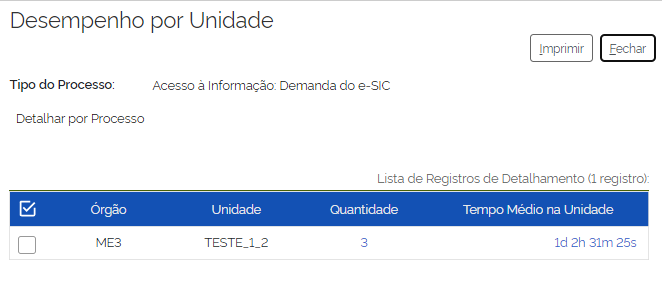 Desempenho por Unidade
Imprimir Fechar
Tipo do Processo: Acesso à Informação: Demanda do e-SIC
Detalhar por Processo
Lista de Registros de Detalhamento (1 registro):
Órgão Unidade Quantidade Tempo Médio na Unidade
ME3 TESTE_1_2 3 1d 2h 31m 25s